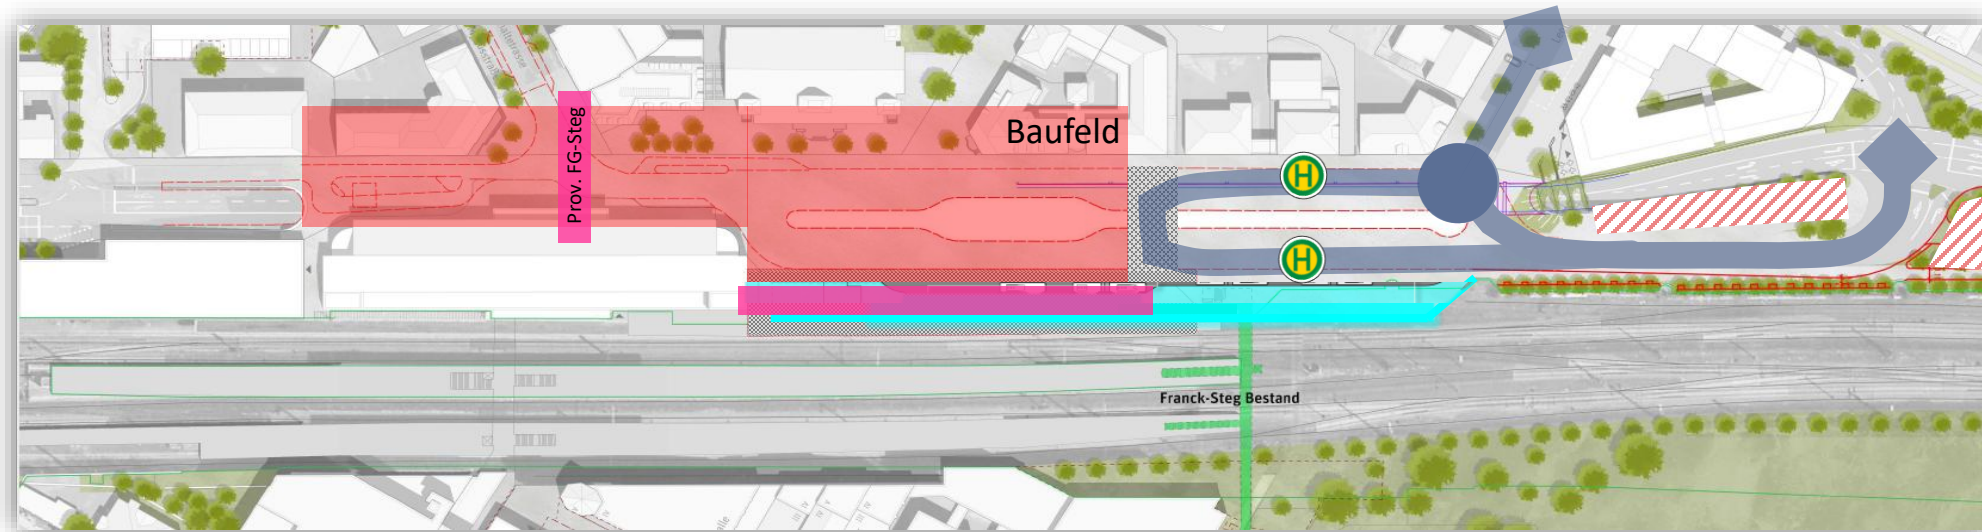 Baufeld
Prov. FG-Steg
H
H
Franck-Steg Bestand